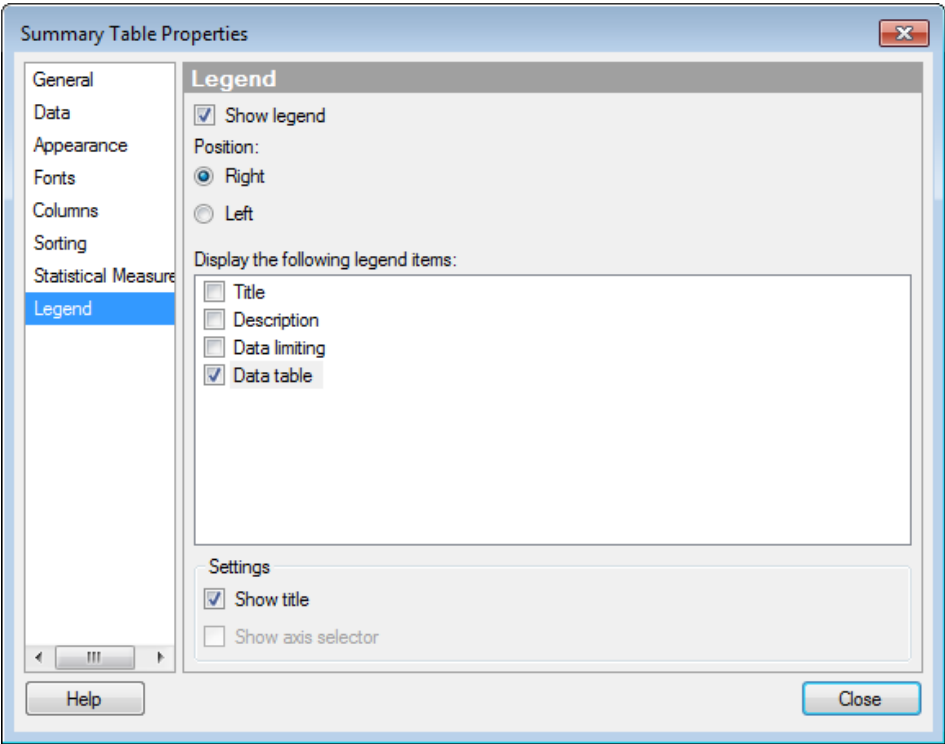 Summary Table Properties
General
Data
Appearance
Fonts
Columns
Sorting
Statistical Measure
Legend
Legend
Show legend
Position:
Right
Left
Display the following legend items:
Title
Description
Data limiting
Data table
Settings
Show title
Show axis selector
Help
Close